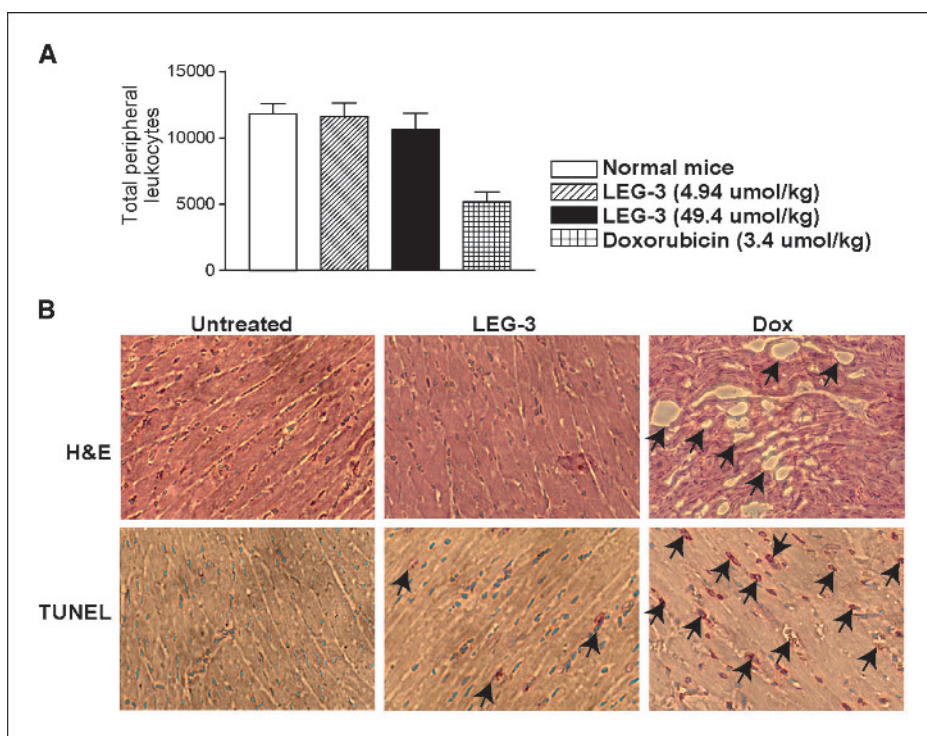 A
Total peripheral
leukocytes
15000
10000
5000
0
Normal mice
LEG-3 (4.94 umol/kg)
LEG-3 (49.4 umol/kg)
Doxorubicin (3.4 umol/kg)
B
Untreated LEG-3 Dox
H&E
TUNEL